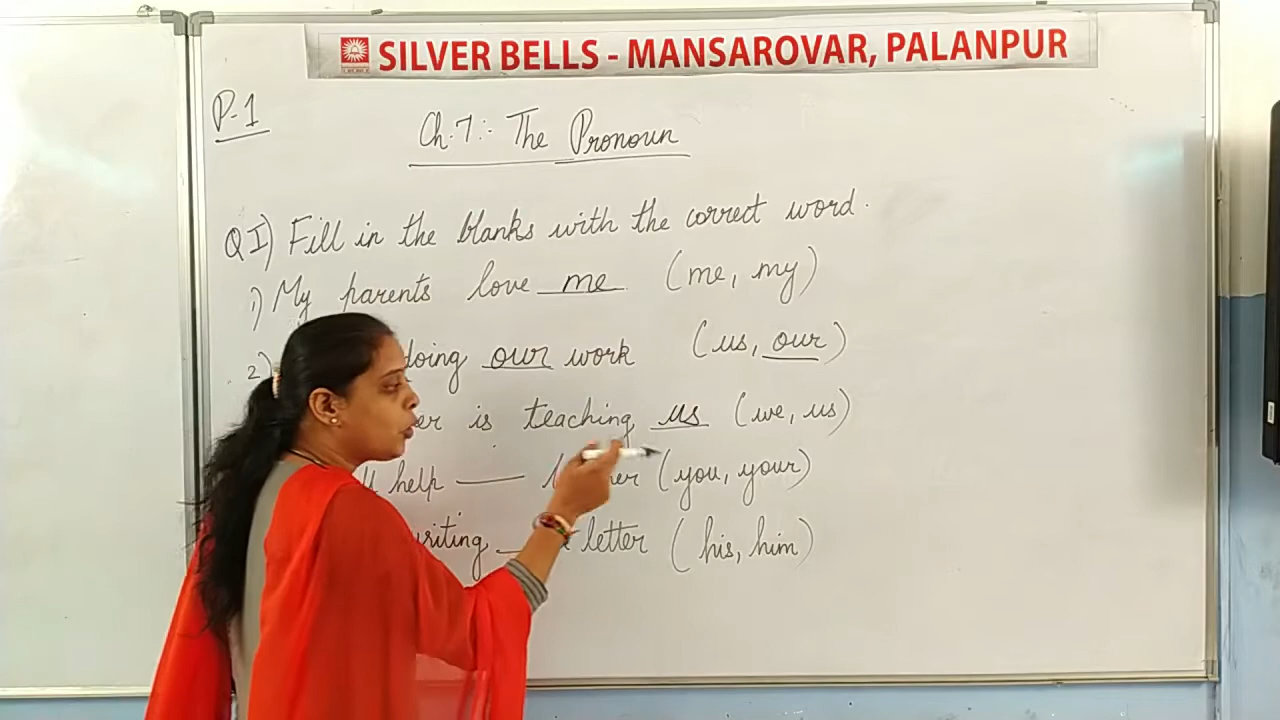 SILVER BELLS - MANSAROVAR, PALANPUR
P-1
Ch.7:- The Pronoun
Q I) Fill in the blanks with the correct word.
1) My parents love me (me, my)
2) doing our work (us, our)
is teaching us (we, us)
help ___ (you, your)
letter (his, him)